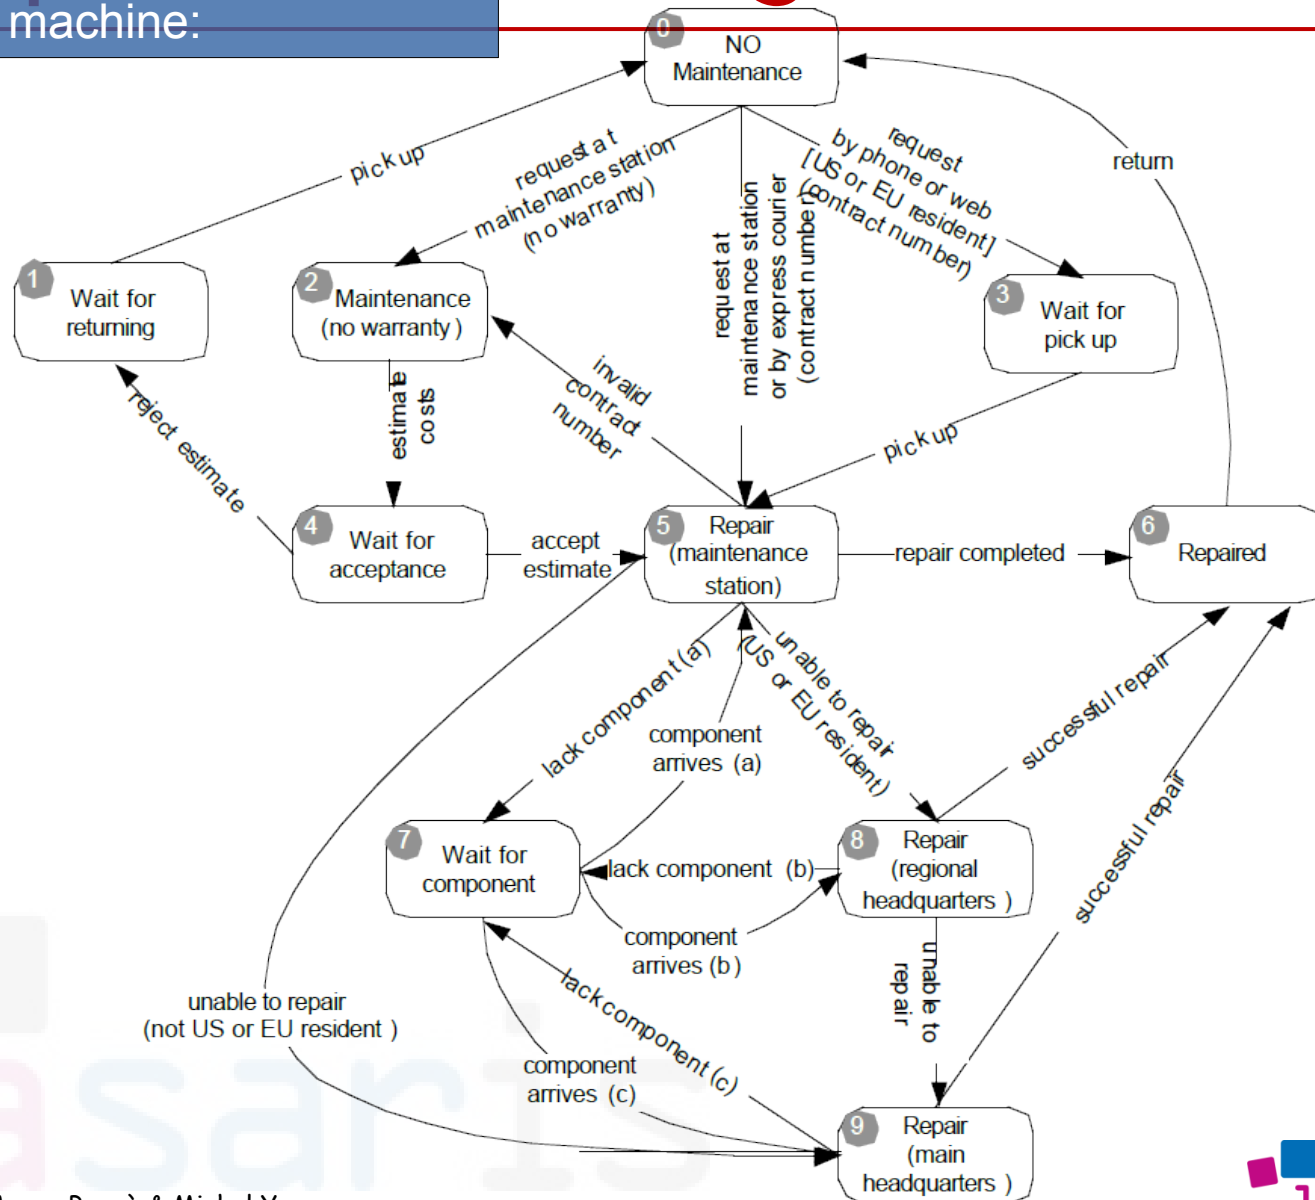 machine:
0
NO
Maintenance
pick up
request at
maintenance station
(no warranty)
request at
maintenance station
or by express courier
(contract number)
request
by phone or web
[US or EU resident]
(contract number)
return
1
Wait for
returning
2
Maintenance
(no warranty)
3
Wait for
pick up
reject estimate
estimate
costs
invalid
contract
number
pick up
4
Wait for
acceptance
accept
estimate
5
Repair
(maintenance
station)
repair completed
6
Repaired
lack component (a)
component
arrives (a)
unable to repair
(US or EU resident)
successful repair
successful repair
7
Wait for
component
lack component (b)
component
arrives (b)
8
Repair
(regional
headquarters)
unable to
repair
unable to repair
(not US or EU resident)
lack component (c)
component
arrives (c)
9
Repair
(main
headquarters)
asaris